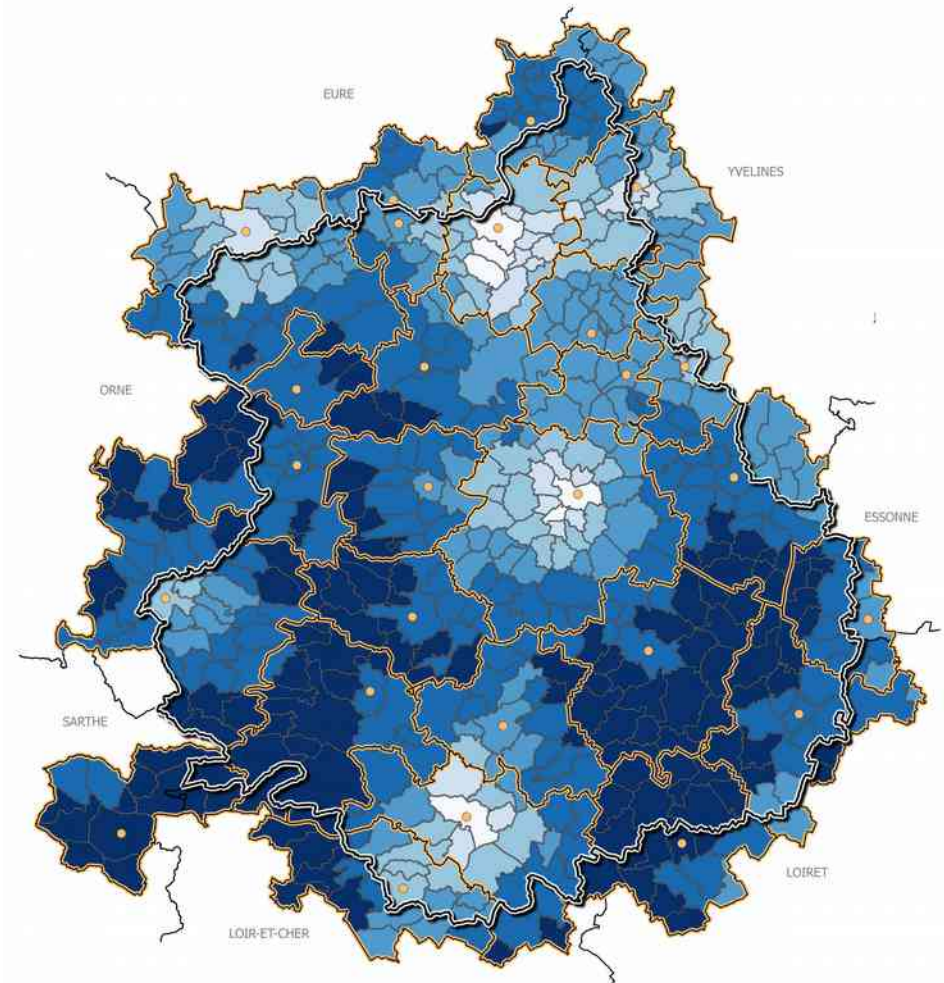 EURE
YVELINES
ORNE
ESSONNE
SARTHE
LOIRET
LOIR-ET-CHER